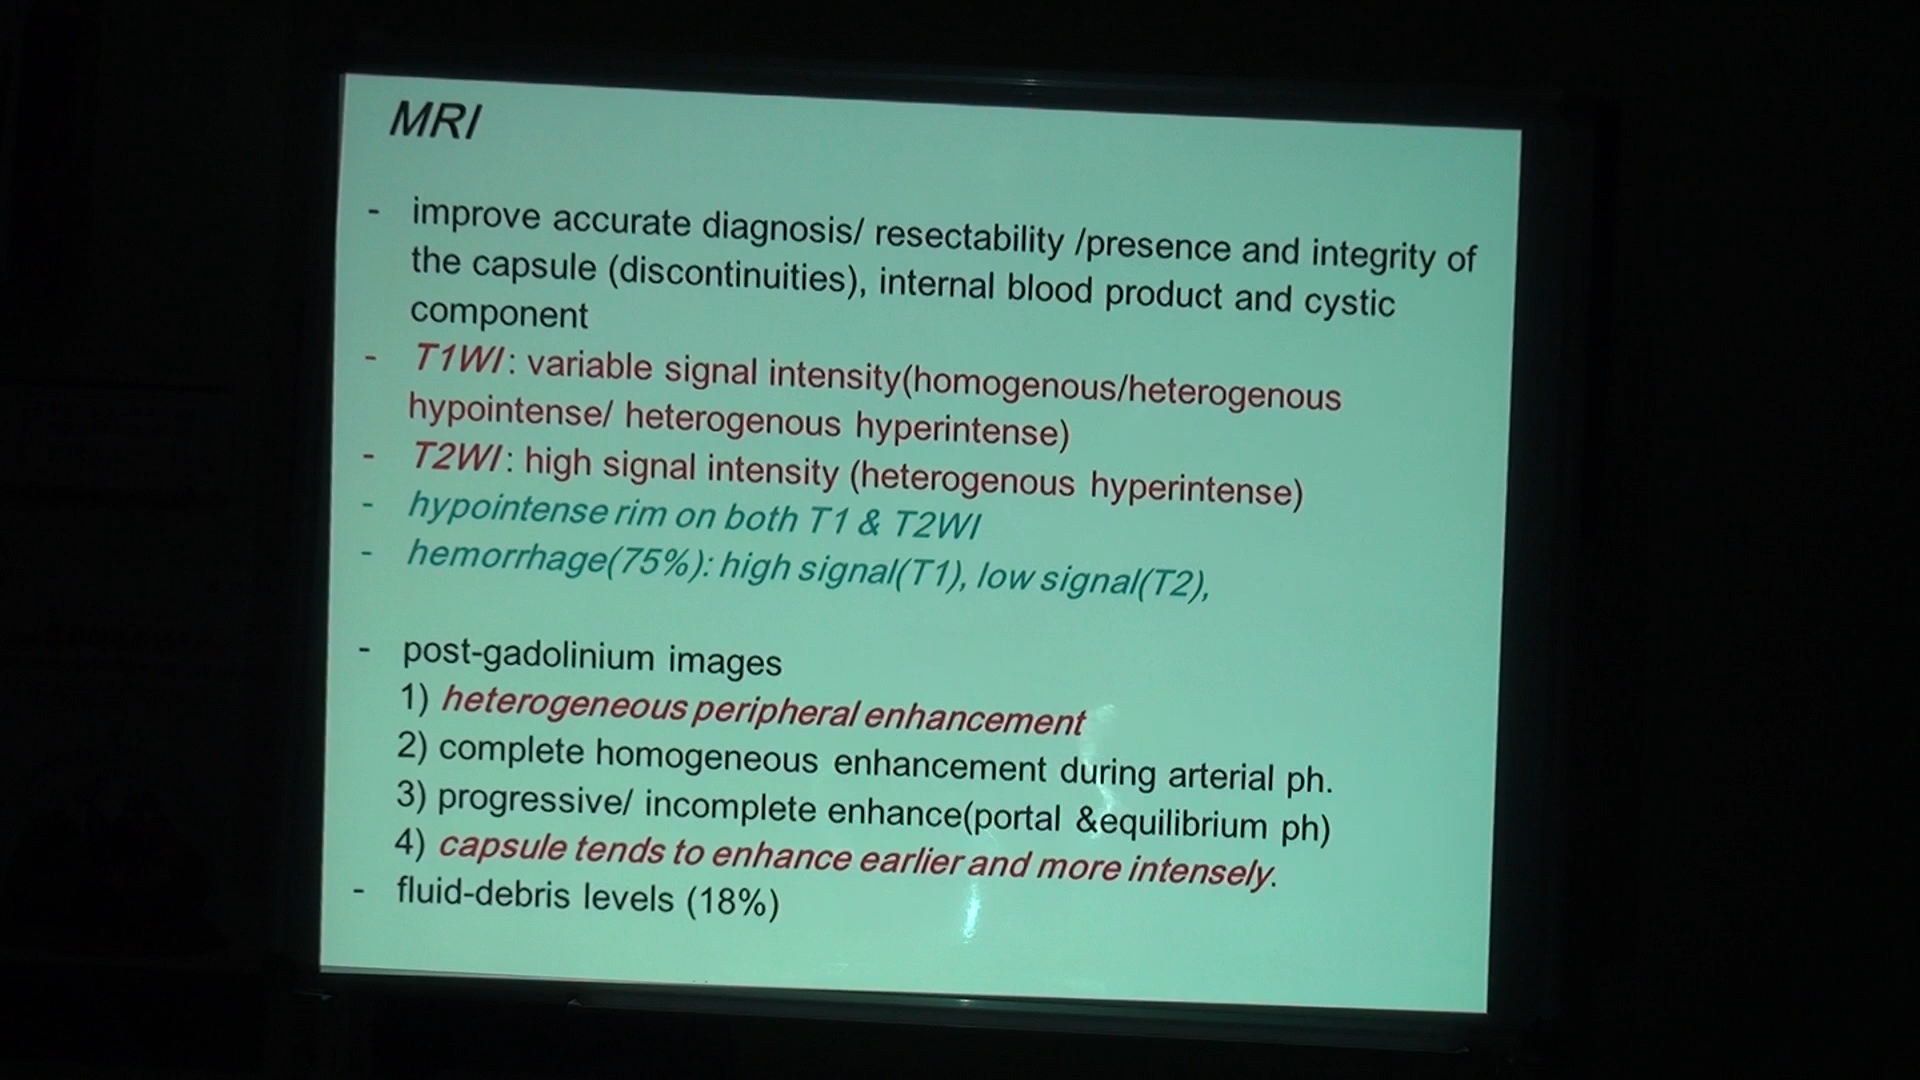 MRI
- improve accurate diagnosis/ resectability /presence and integrity of
the capsule (discontinuities), internal blood product and cystic
component
- T1WI: variable signal intensity(homogenous/heterogenous
hypointense/ heterogenous hyperintense)
- T2WI: high signal intensity (heterogenous hyperintense)
- hypointense rim on both T1 & T2WI
- hemorrhage(75%): high signal(T1), low signal(T2),
- post-gadolinium images
1) heterogeneous peripheral enhancement
2) complete homogeneous enhancement during arterial ph.
3) progressive/ incomplete enhance(portal &equilibrium ph)
4) capsule tends to enhance earlier and more intensely.
- fluid-debris levels (18%)